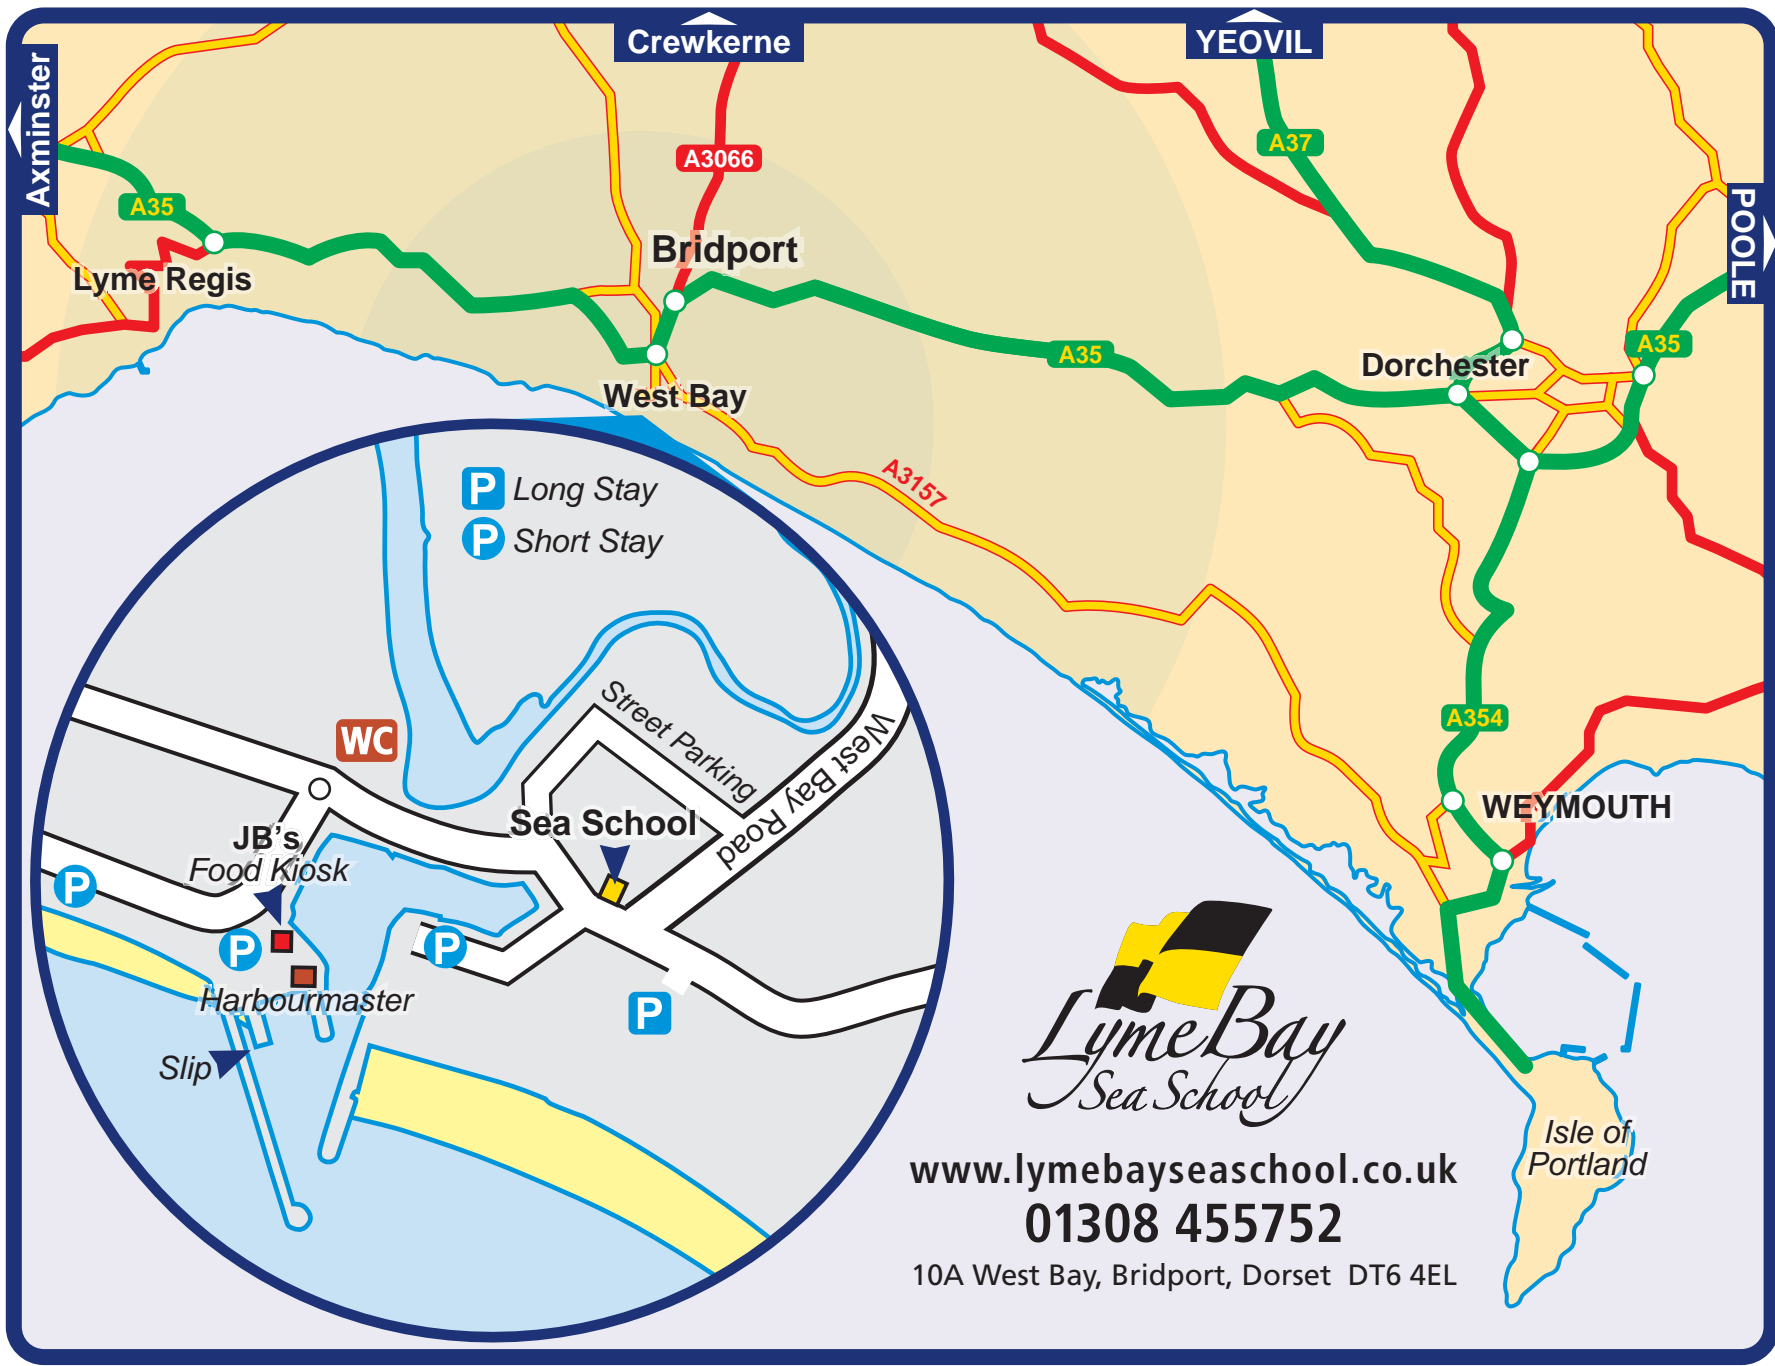 Crewkerne
YEOVIL
Axminster
A37
A3066
POOLE
A35
Bridport
Lyme Regis
A35
A35
Dorchester
West Bay
A3157
P Long Stay
P Short Stay
Street Parking
A354
West Bay Road
WC
WEYMOUTH
Sea School
JB's
Food Kiosk
P
P
P
Harbourmaster
P
Slip
Lyme Bay
Sea School
Isle of
Portland
www.lymebayseaschool.co.uk
01308 455752
10A West Bay, Bridport, Dorset DT6 4EL